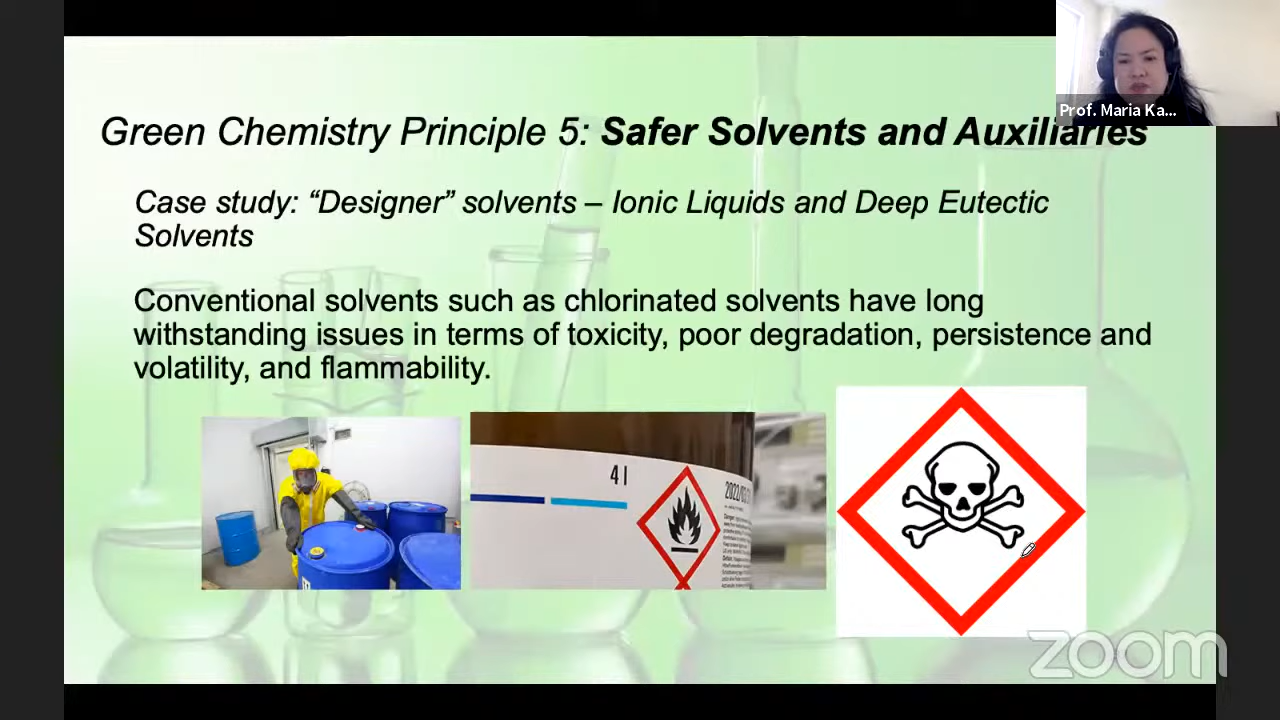 Prof. Maria Ka...
Green Chemistry Principle 5: Safer Solvents and Auxiliaries
Case study: “Designer” solvents – Ionic Liquids and Deep Eutectic
Solvents
Conventional solvents such as chlorinated solvents have long
withstanding issues in terms of toxicity, poor degradation, persistence and
volatility, and flammability.
4 l
zoom